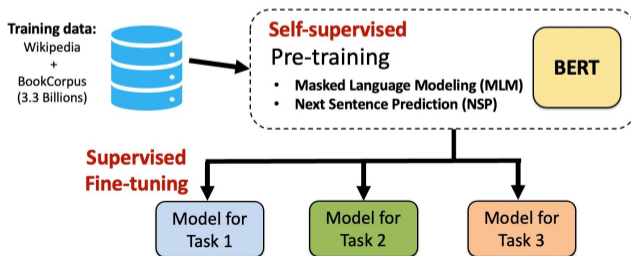 Training data:
Wikipedia
+
BookCorpus
(3.3 Billions)
Self-supervised
Pre-training
• Masked Language Modeling (MLM)
• Next Sentence Prediction (NSP)
BERT
Supervised
Fine-tuning
Model for
Task 1
Model for
Task 2
Model for
Task 3